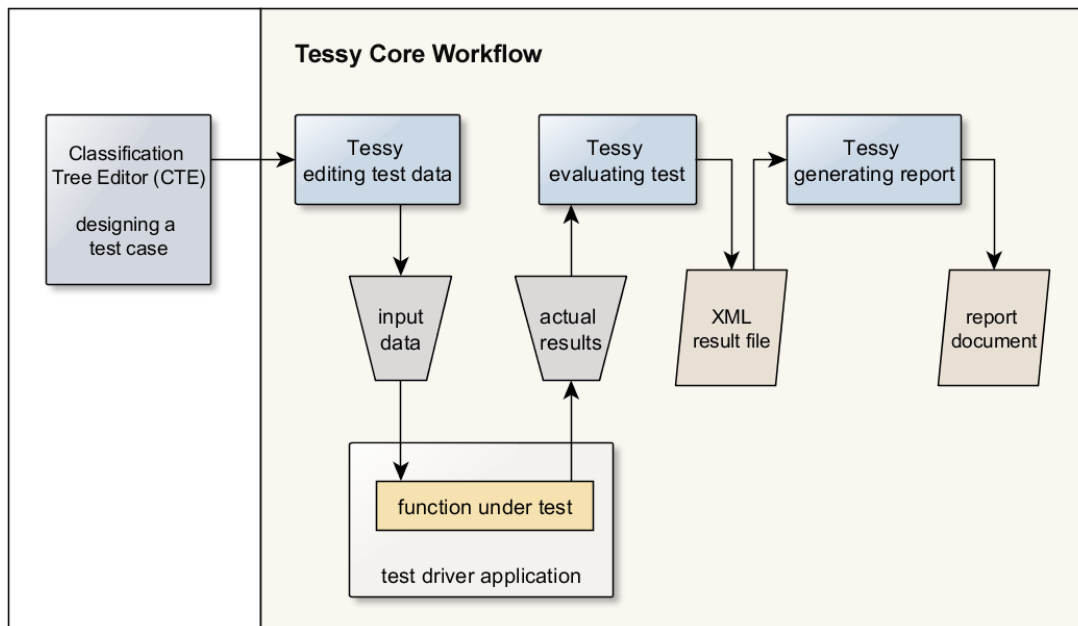 Tessy Core Workflow
Classification
Tree Editor (CTE)
designing a
test case
Tessy
editing test data
Tessy
evaluating test
Tessy
generating report
input
data
actual
results
XML
result file
report
document
function under test
test driver application